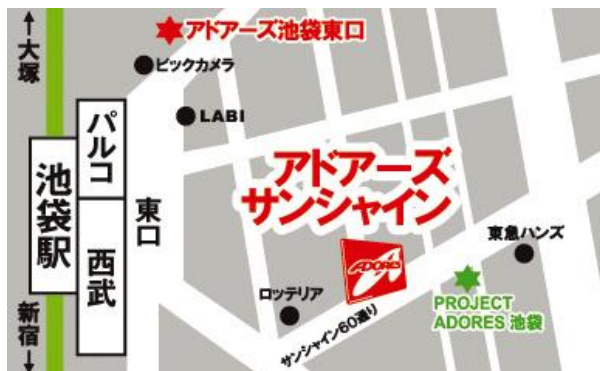 ↑大塚
アドアーズ池袋東口
ビックカメラ
LABI
パルコ
池袋駅
東口
西武
アドアーズ
サンシャイン
ADORES
東急ハンズ
PROJECT
ADORES 池袋
ロッテリア
サンシャイン60通り
新宿↓